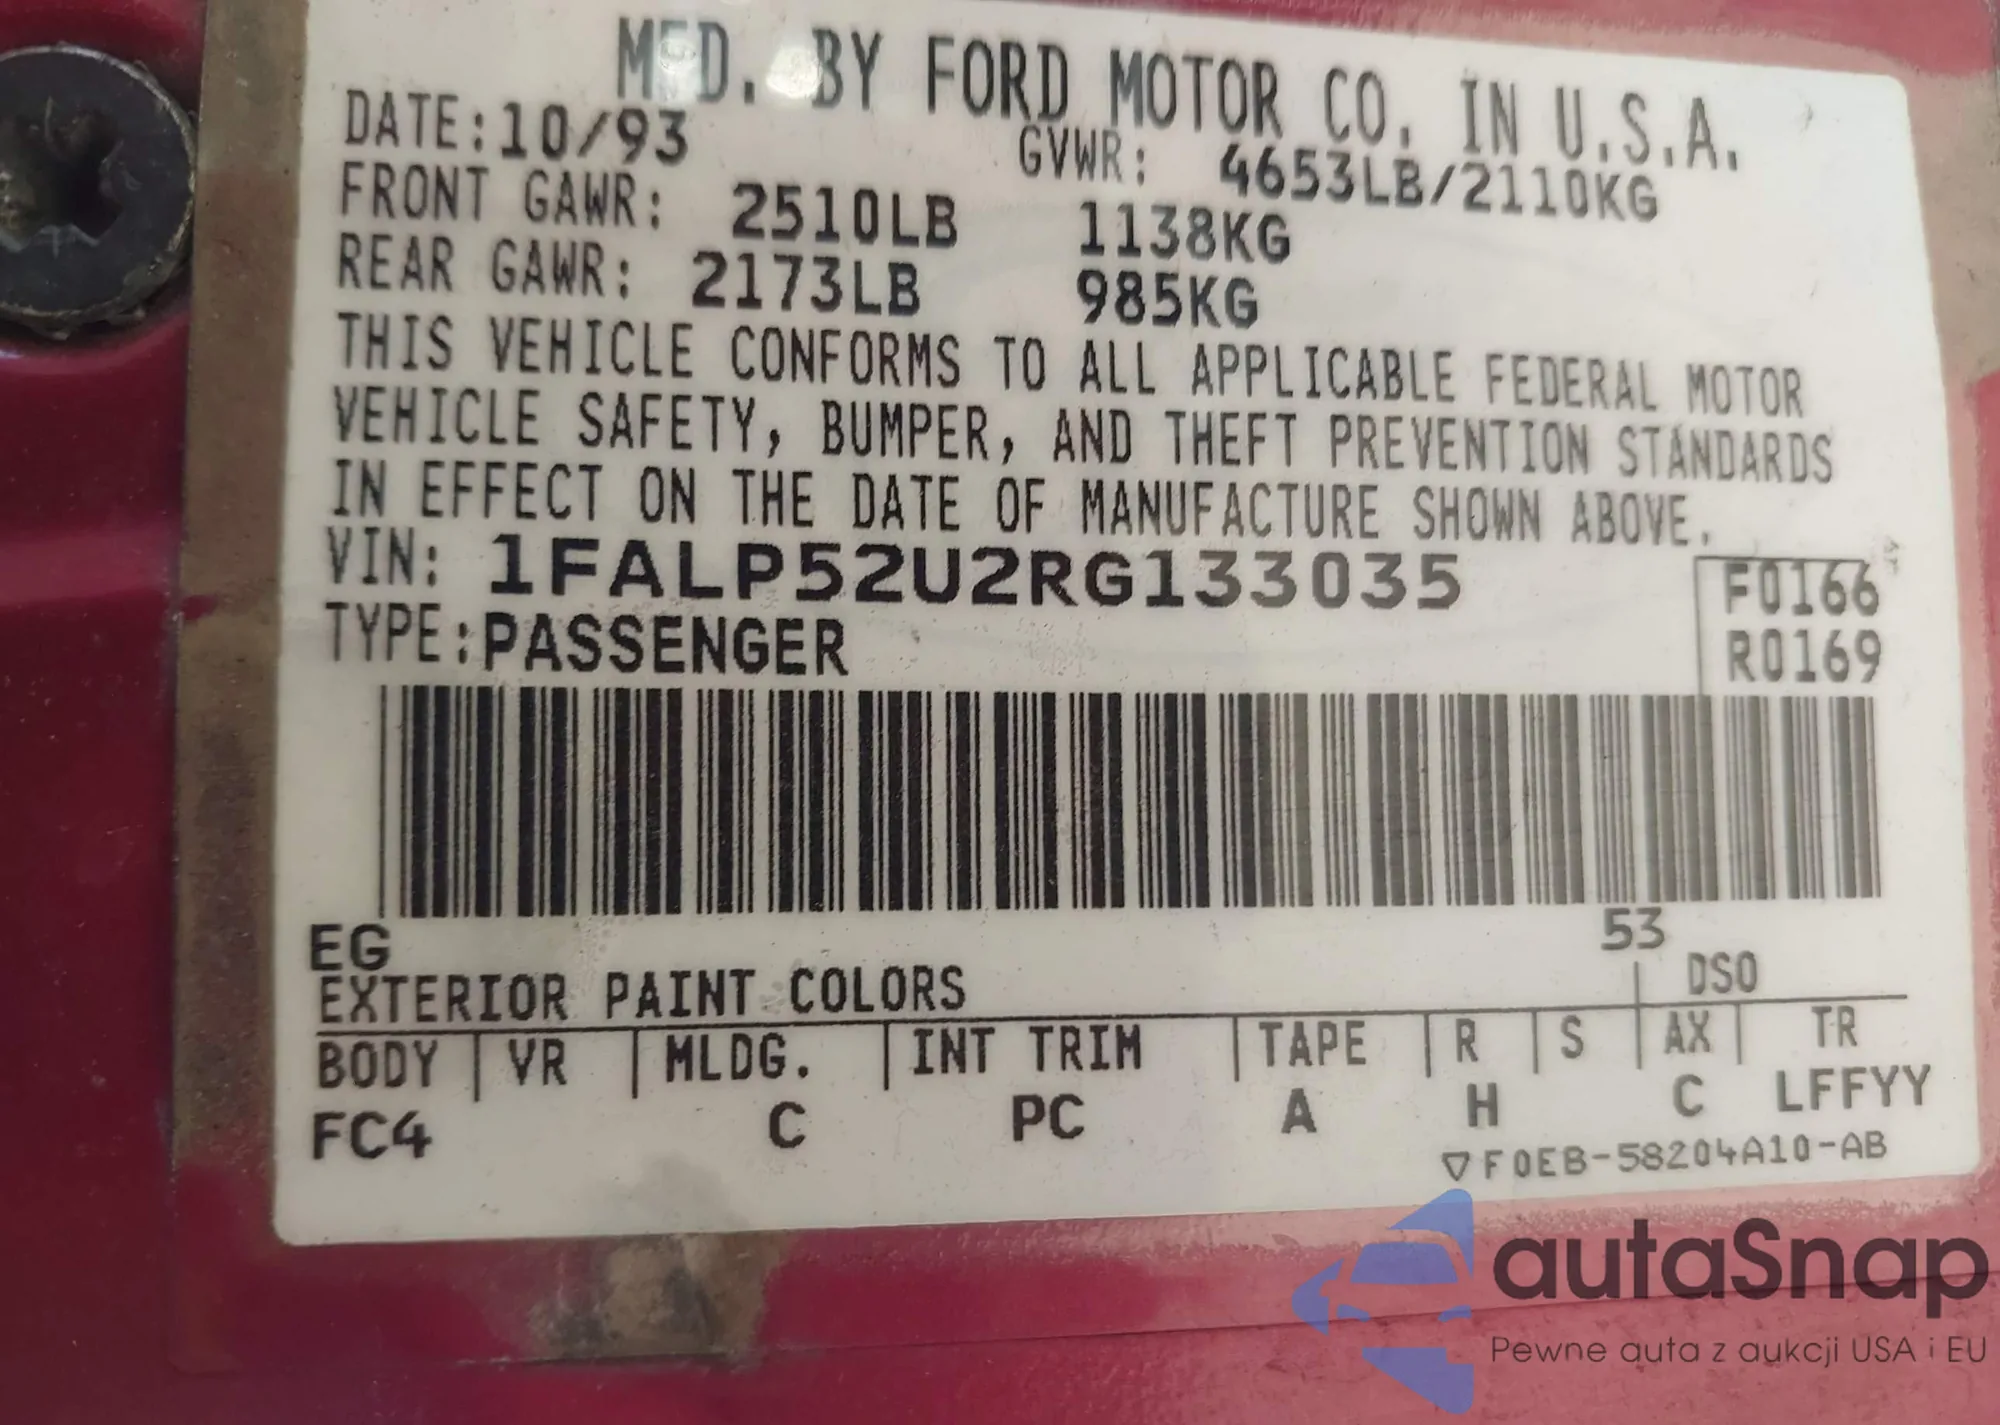 MFD. BY FORD MOTOR CO. IN U.S.A.
DATE: 10/93 GVWR: 4653LB/2110KG
FRONT GAWR: 2510LB 1138KG
REAR GAWR: 2173LB 985KG
THIS VEHICLE CONFORMS TO ALL APPLICABLE FEDERAL MOTOR
VEHICLE SAFETY, BUMPER, AND THEFT PREVENTION STANDARDS
IN EFFECT ON THE DATE OF MANUFACTURE SHOWN ABOVE.
VIN: 1FALP52U2RG133035
F0166
TYPE: PASSENGER
R0169
EG
53
EXTERIOR PAINT COLORS DSO
BODY VR MLDG. INT TRIM TAPE R S AX TR
FC4 C PC A H C LFFYY
▽F0EB-58204A10-AB
autaSnap
Pewne auta z aukcji USA i EU